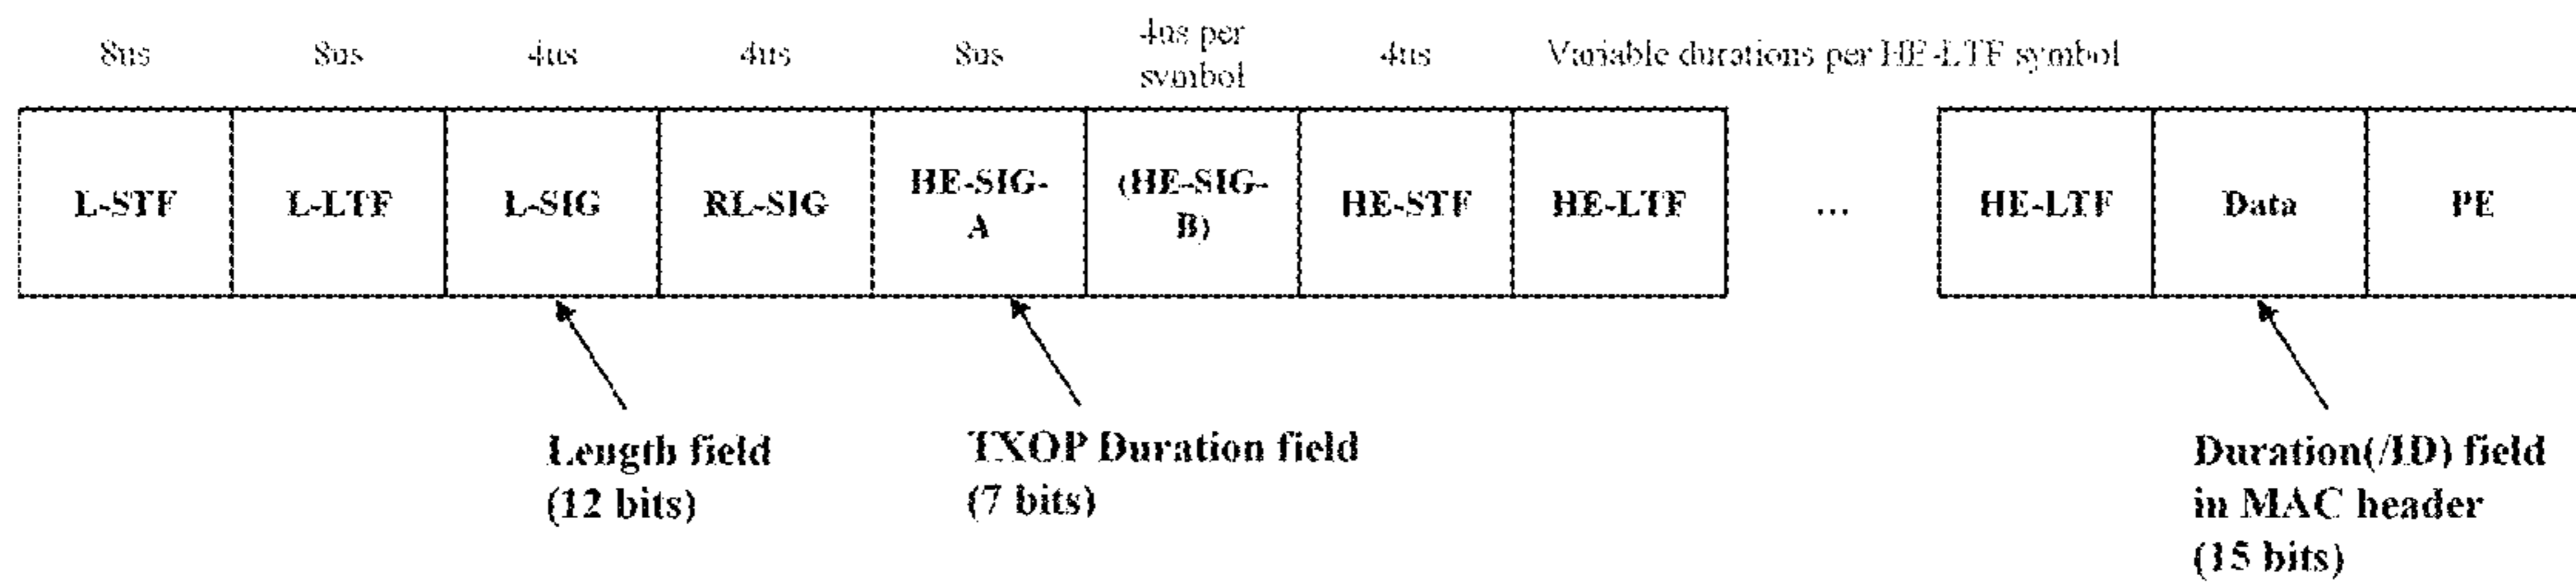 8us 8us 4us 4us 8us 4us per symbol 4us Variable durations per HE-LTF symbol
L-STF L-LTF L-SIG RL-SIG HE-SIG-A (HE-SIG-B) HE-STF HE-LTF ... HE-LTF Data PE
Length field
(12 bits)
TXOP Duration field
(7 bits)
Duration(/ID) field
in MAC header
(15 bits)